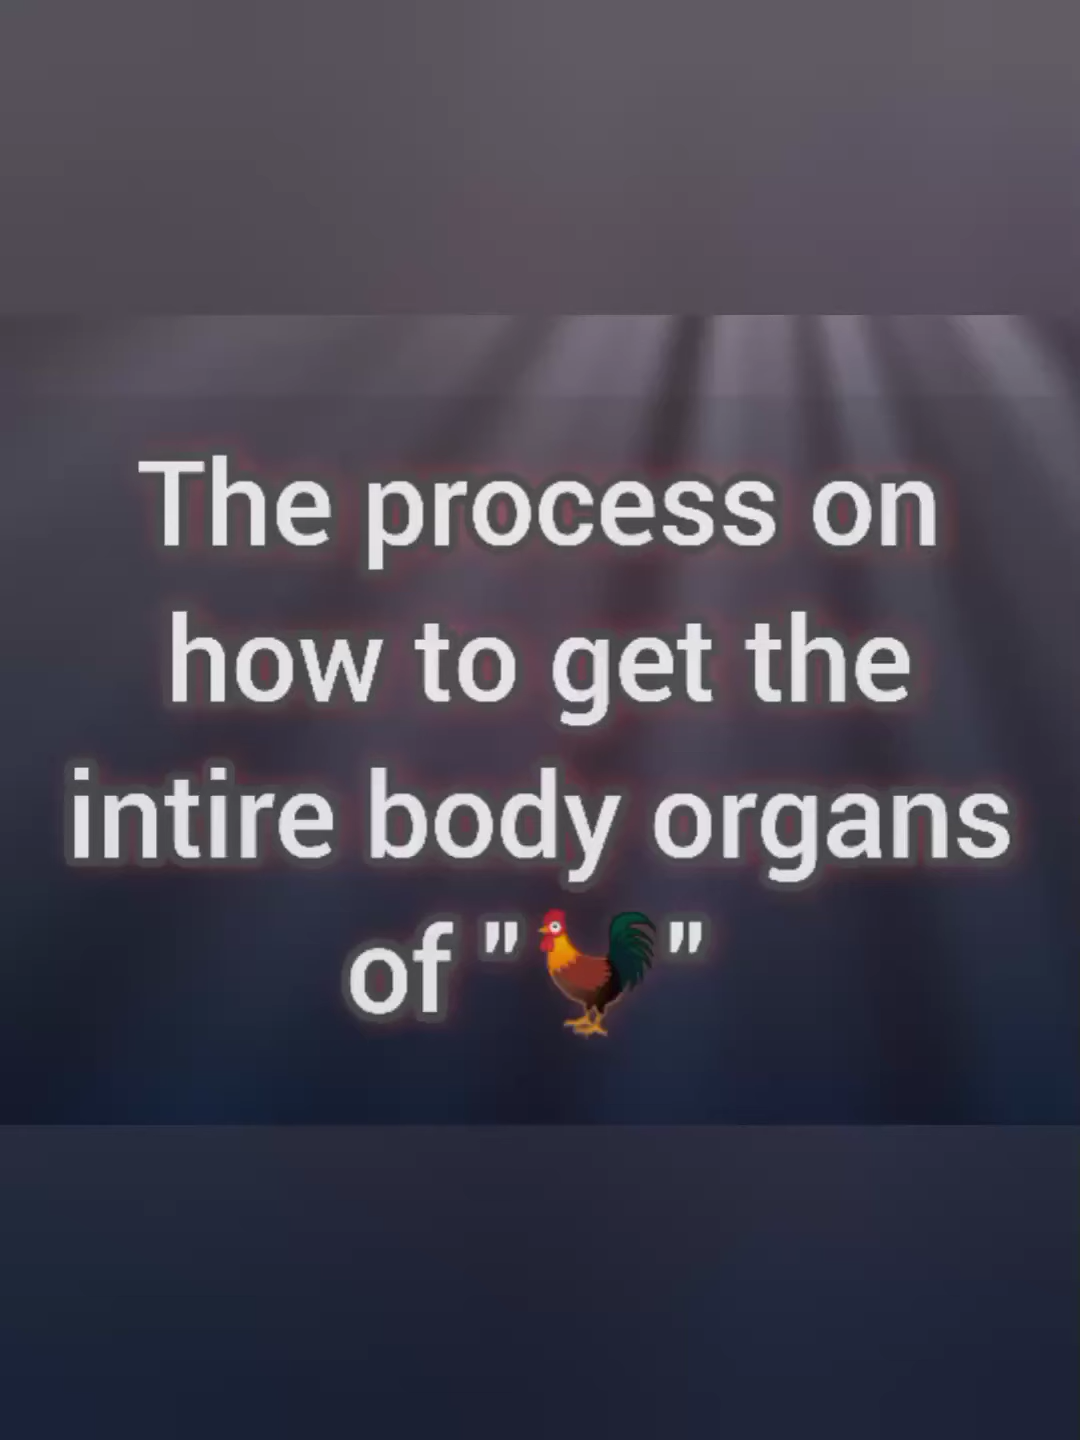 The process on
how to get the
intire body organs
of "🐓"